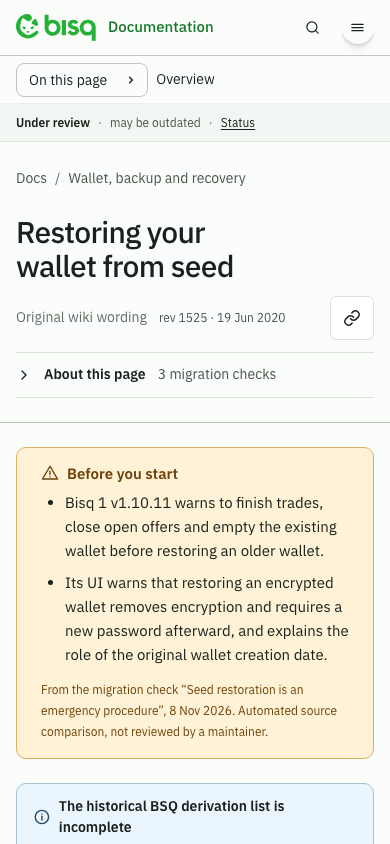 bisq Documentation
On this page Overview
Under review · may be outdated · Status
Docs / Wallet, backup and recovery
Restoring your
wallet from seed
Original wiki wording rev 1525 · 19 Jun 2020
About this page 3 migration checks
Before you start
• Bisq 1 v1.10.11 warns to finish trades,
close open offers and empty the existing
wallet before restoring an older wallet.
• Its UI warns that restoring an encrypted
wallet removes encryption and requires a
new password afterward, and explains the
role of the original wallet creation date.
From the migration check “Seed restoration is an
emergency procedure”, 8 Nov 2026. Automated source
comparison, not reviewed by a maintainer.
The historical BSQ derivation list is
incomplete